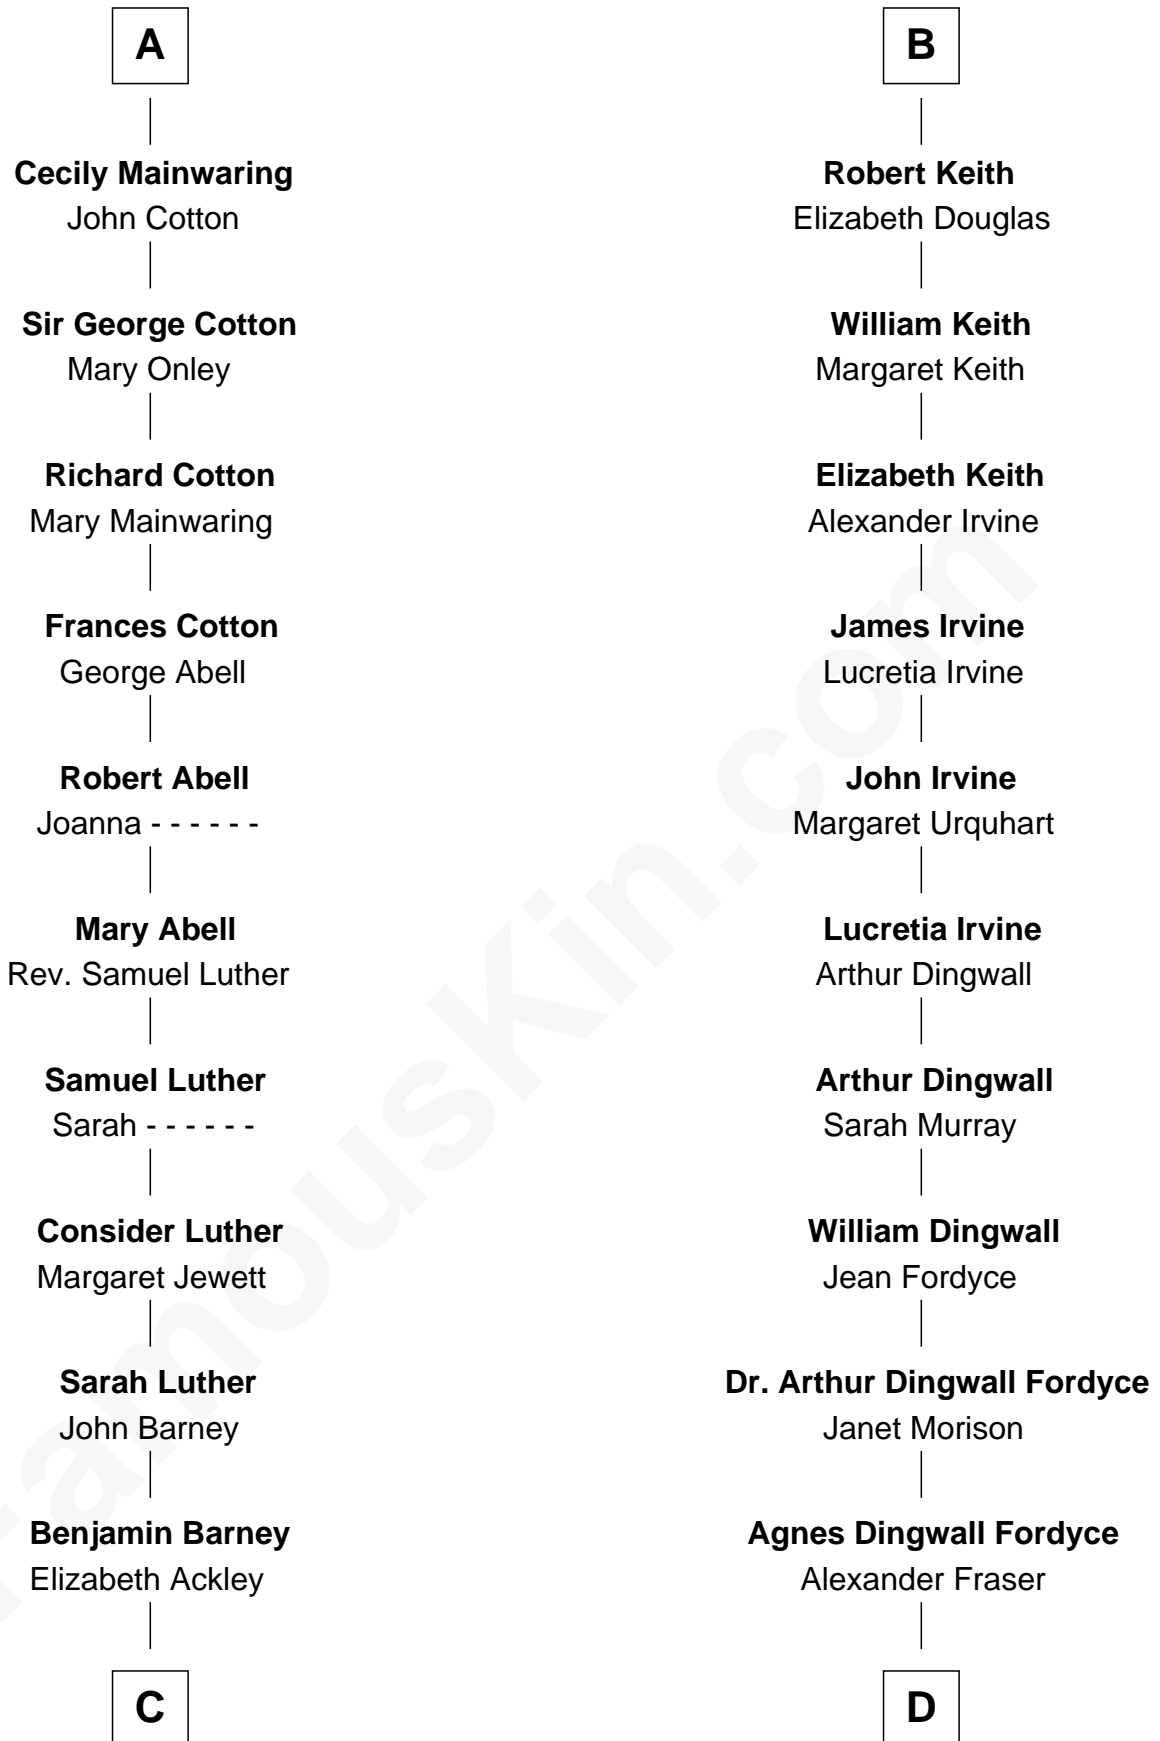 A
Cecily Mainwaring
John Cotton
Sir George Cotton
Mary Onley
Richard Cotton
Mary Mainwaring
Frances Cotton
George Abell
Robert Abell
Joanna - - - - - -
Mary Abell
Rev. Samuel Luther
Samuel Luther
Sarah - - - - - -
Consider Luther
Margaret Jewett
Sarah Luther
John Barney
Benjamin Barney
Elizabeth Ackley
C
B
Robert Keith
Elizabeth Douglas
William Keith
Margaret Keith
Elizabeth Keith
Alexander Irvine
James Irvine
Lucretia Irvine
John Irvine
Margaret Urquhart
Lucretia Irvine
Arthur Dingwall
Arthur Dingwall
Sarah Murray
William Dingwall
Jean Fordyce
Dr. Arthur Dingwall Fordyce
Janet Morison
Agnes Dingwall Fordyce
Alexander Fraser
D
FamousKin.com